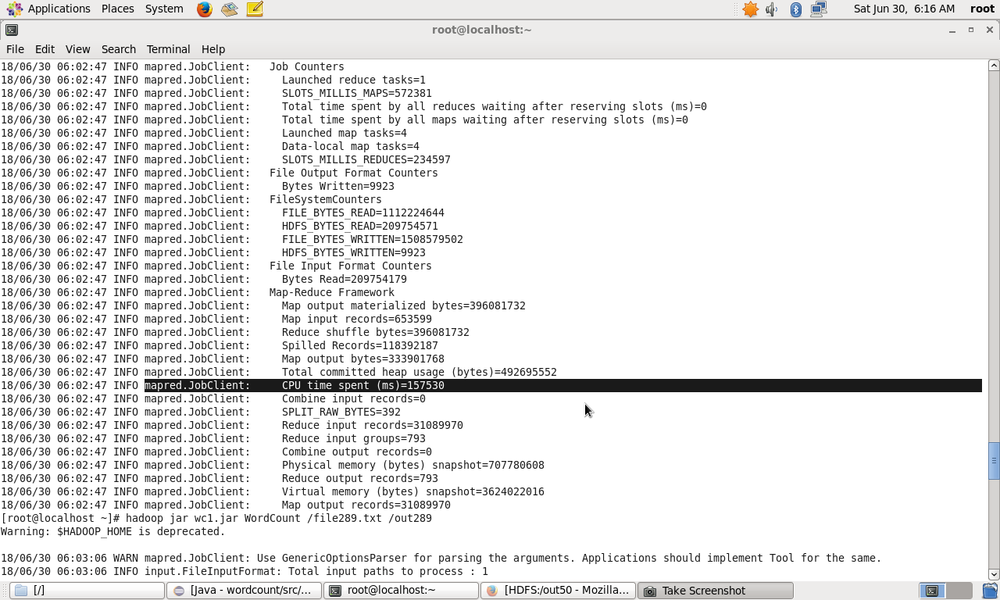 Applications Places System Sat Jun 30, 6:16 AM root
root@localhost:~
File Edit View Search Terminal Help
18/06/30 06:02:47 INFO mapred.JobClient:   Job Counters
18/06/30 06:02:47 INFO mapred.JobClient:     Launched reduce tasks=1
18/06/30 06:02:47 INFO mapred.JobClient:     SLOTS_MILLIS_MAPS=572381
18/06/30 06:02:47 INFO mapred.JobClient:     Total time spent by all reduces waiting after reserving slots (ms)=0
18/06/30 06:02:47 INFO mapred.JobClient:     Total time spent by all maps waiting after reserving slots (ms)=0
18/06/30 06:02:47 INFO mapred.JobClient:     Launched map tasks=4
18/06/30 06:02:47 INFO mapred.JobClient:     Data-local map tasks=4
18/06/30 06:02:47 INFO mapred.JobClient:     SLOTS_MILLIS_REDUCES=234597
18/06/30 06:02:47 INFO mapred.JobClient:   File Output Format Counters
18/06/30 06:02:47 INFO mapred.JobClient:     Bytes Written=9923
18/06/30 06:02:47 INFO mapred.JobClient:   FileSystemCounters
18/06/30 06:02:47 INFO mapred.JobClient:     FILE_BYTES_READ=1112224644
18/06/30 06:02:47 INFO mapred.JobClient:     HDFS_BYTES_READ=209754571
18/06/30 06:02:47 INFO mapred.JobClient:     FILE_BYTES_WRITTEN=1508579502
18/06/30 06:02:47 INFO mapred.JobClient:     HDFS_BYTES_WRITTEN=9923
18/06/30 06:02:47 INFO mapred.JobClient:   File Input Format Counters
18/06/30 06:02:47 INFO mapred.JobClient:     Bytes Read=209754179
18/06/30 06:02:47 INFO mapred.JobClient:   Map-Reduce Framework
18/06/30 06:02:47 INFO mapred.JobClient:     Map output materialized bytes=396081732
18/06/30 06:02:47 INFO mapred.JobClient:     Map input records=653599
18/06/30 06:02:47 INFO mapred.JobClient:     Reduce shuffle bytes=396081732
18/06/30 06:02:47 INFO mapred.JobClient:     Spilled Records=118392187
18/06/30 06:02:47 INFO mapred.JobClient:     Map output bytes=333901768
18/06/30 06:02:47 INFO mapred.JobClient:     Total committed heap usage (bytes)=492695552
18/06/30 06:02:47 INFO mapred.JobClient:     CPU time spent (ms)=157530
18/06/30 06:02:47 INFO mapred.JobClient:     Combine input records=0
18/06/30 06:02:47 INFO mapred.JobClient:     SPLIT_RAW_BYTES=392
18/06/30 06:02:47 INFO mapred.JobClient:     Reduce input records=31089970
18/06/30 06:02:47 INFO mapred.JobClient:     Reduce input groups=793
18/06/30 06:02:47 INFO mapred.JobClient:     Combine output records=0
18/06/30 06:02:47 INFO mapred.JobClient:     Physical memory (bytes) snapshot=707780608
18/06/30 06:02:47 INFO mapred.JobClient:     Reduce output records=793
18/06/30 06:02:47 INFO mapred.JobClient:     Virtual memory (bytes) snapshot=3624022016
18/06/30 06:02:47 INFO mapred.JobClient:     Map output records=31089970
[root@localhost ~]# hadoop jar wc1.jar WordCount /file289.txt /out289
Warning: $HADOOP_HOME is deprecated.
18/06/30 06:03:06 WARN mapred.JobClient: Use GenericOptionsParser for parsing the arguments. Applications should implement Tool for the same.
18/06/30 06:03:06 INFO input.FileInputFormat: Total input paths to process : 1
[/] [Java - wordcount/src/... root@localhost:~ [HDFS:/out50 - Mozilla... Take Screenshot